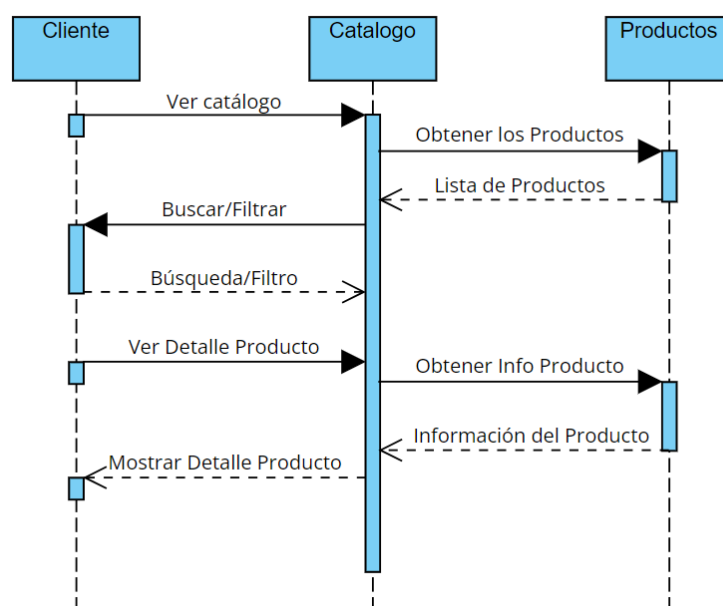 Cliente
Catalogo
Productos
Ver catálogo
Obtener los Productos
Lista de Productos
Buscar/Filtrar
Búsqueda/Filtro
Ver Detalle Producto
Obtener Info Producto
Información del Producto
Mostrar Detalle Producto